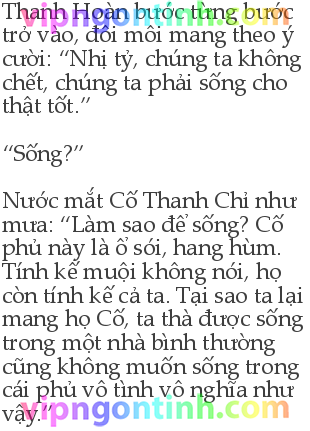 Thanh Hoàn bước từng bước
trở vào, đôi môi mang theo ý
cười: “Nhị tỷ, chúng ta không
chết, chúng ta phải sống cho
thật tốt.”
“Sống?”
Nước mắt Cố Thanh Chỉ như
mưa: “Làm sao để sống? Cố
phủ này là ổ sói, hang hùm.
Tính kế muội không nói, họ
còn tính kế cả ta. Tại sao ta lại
mang họ Cố, ta thà được sống
trong một nhà bình thường
cũng không muốn sống trong
cái phủ vô tình vô nghĩa như
vậy.”
vipngontinh.com
vipngontinh.com